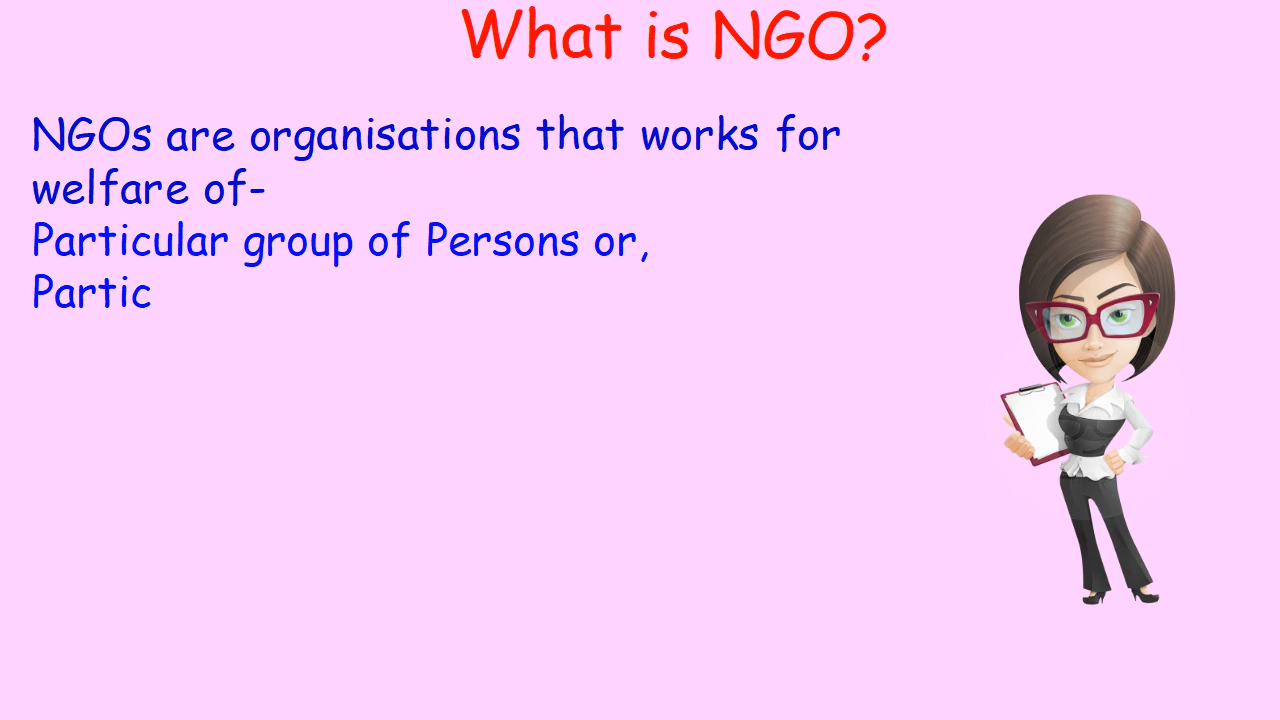 What is NGO?
NGOs are organisations that works for
welfare of-
Particular group of Persons or,
Partic